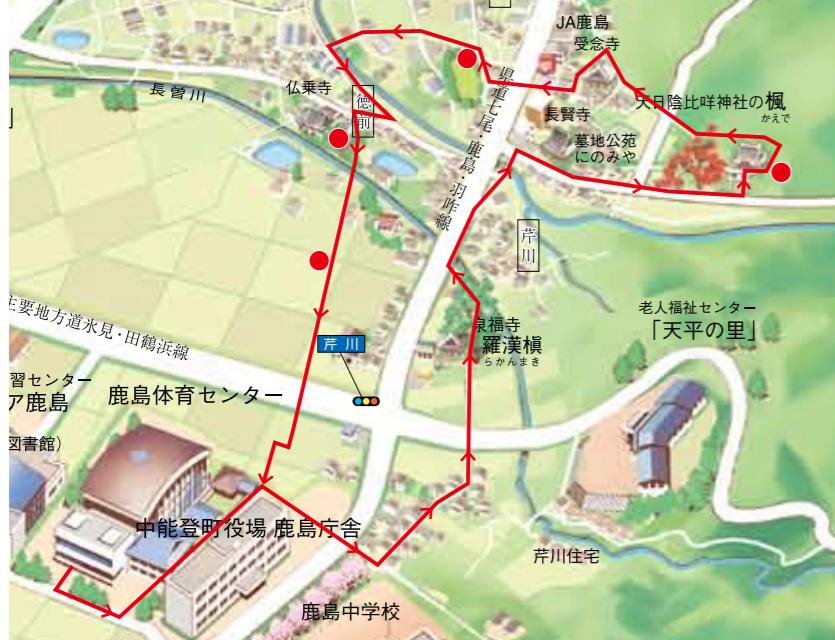 JA鹿島
受念寺
仏乗寺
長曽川
徳前
県道七尾・鹿島・羽咋線
長賢寺
墓地公苑
にのみや
天日陰比咩神社の楓
かえで
芹川
主要地方道氷見・田鶴浜線
芹川
泉福寺
羅漢槇
らかんまき
老人福祉センター
「天平の里」
習センター
ア鹿島
図書館）
鹿島体育センター
中能登町役場 鹿島庁舎
芹川住宅
鹿島中学校